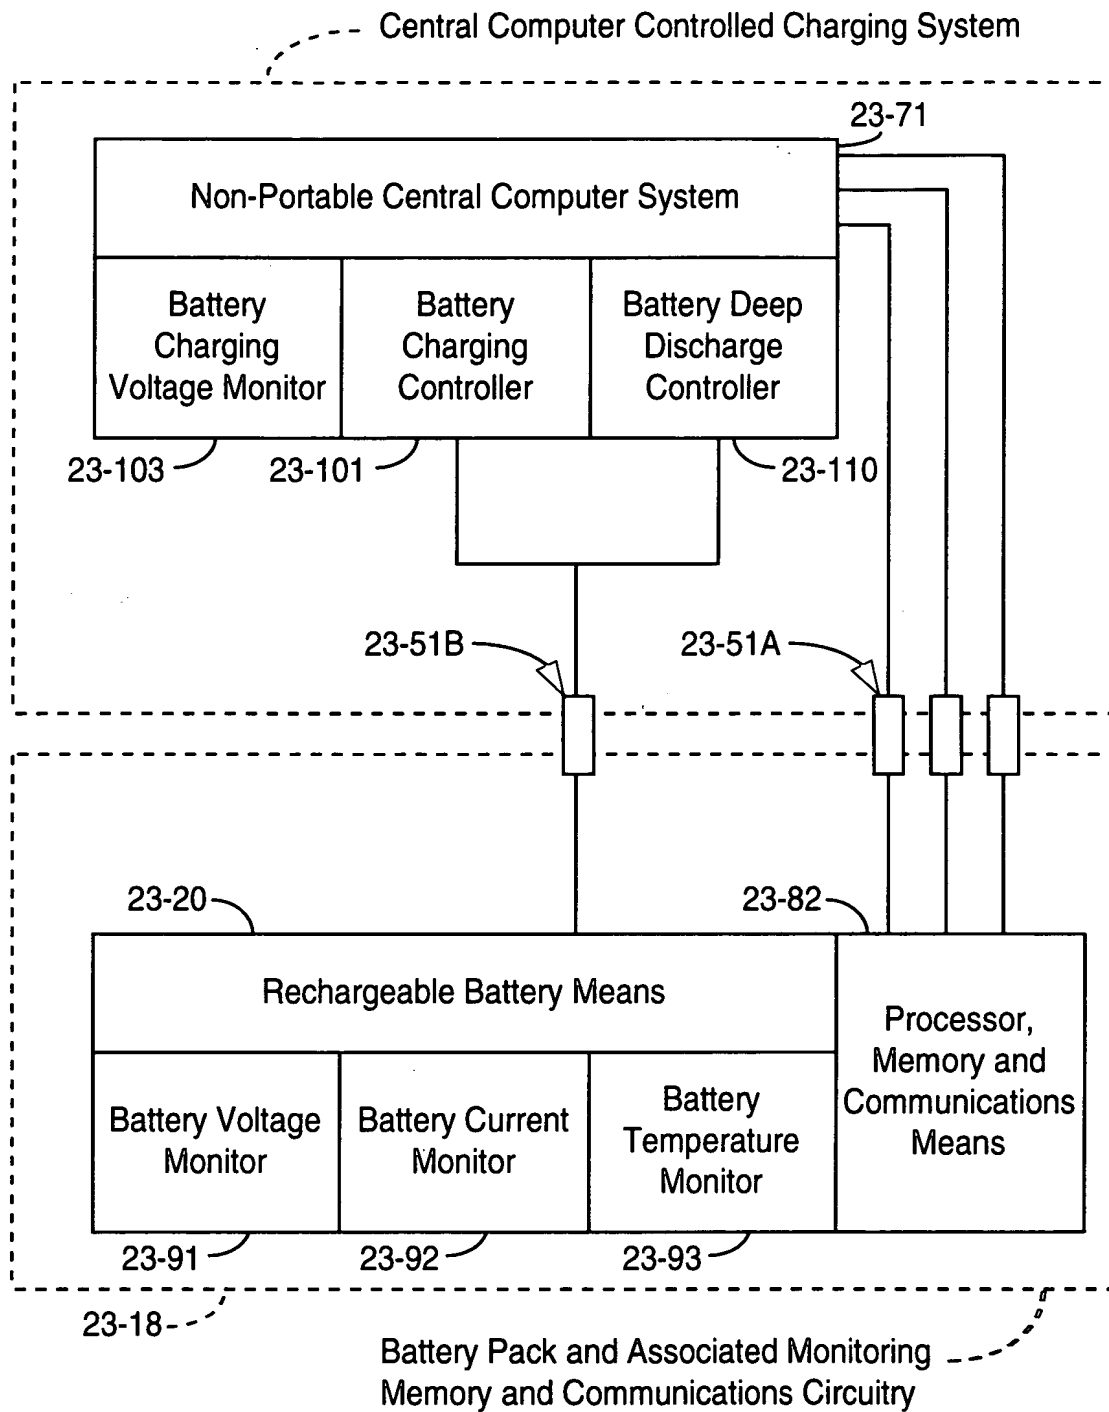 Central Computer Controlled Charging System
23-71
Non-Portable Central Computer System
Battery
Charging
Voltage Monitor
Battery
Charging
Controller
Battery Deep
Discharge
Controller
23-103
23-101
23-110
23-51B
23-51A
23-20
23-82
Rechargeable Battery Means
Processor,
Memory and
Communications
Means
Battery Voltage
Monitor
Battery Current
Monitor
Battery
Temperature
Monitor
23-91
23-92
23-93
23-18
Battery Pack and Associated Monitoring
Memory and Communications Circuitry